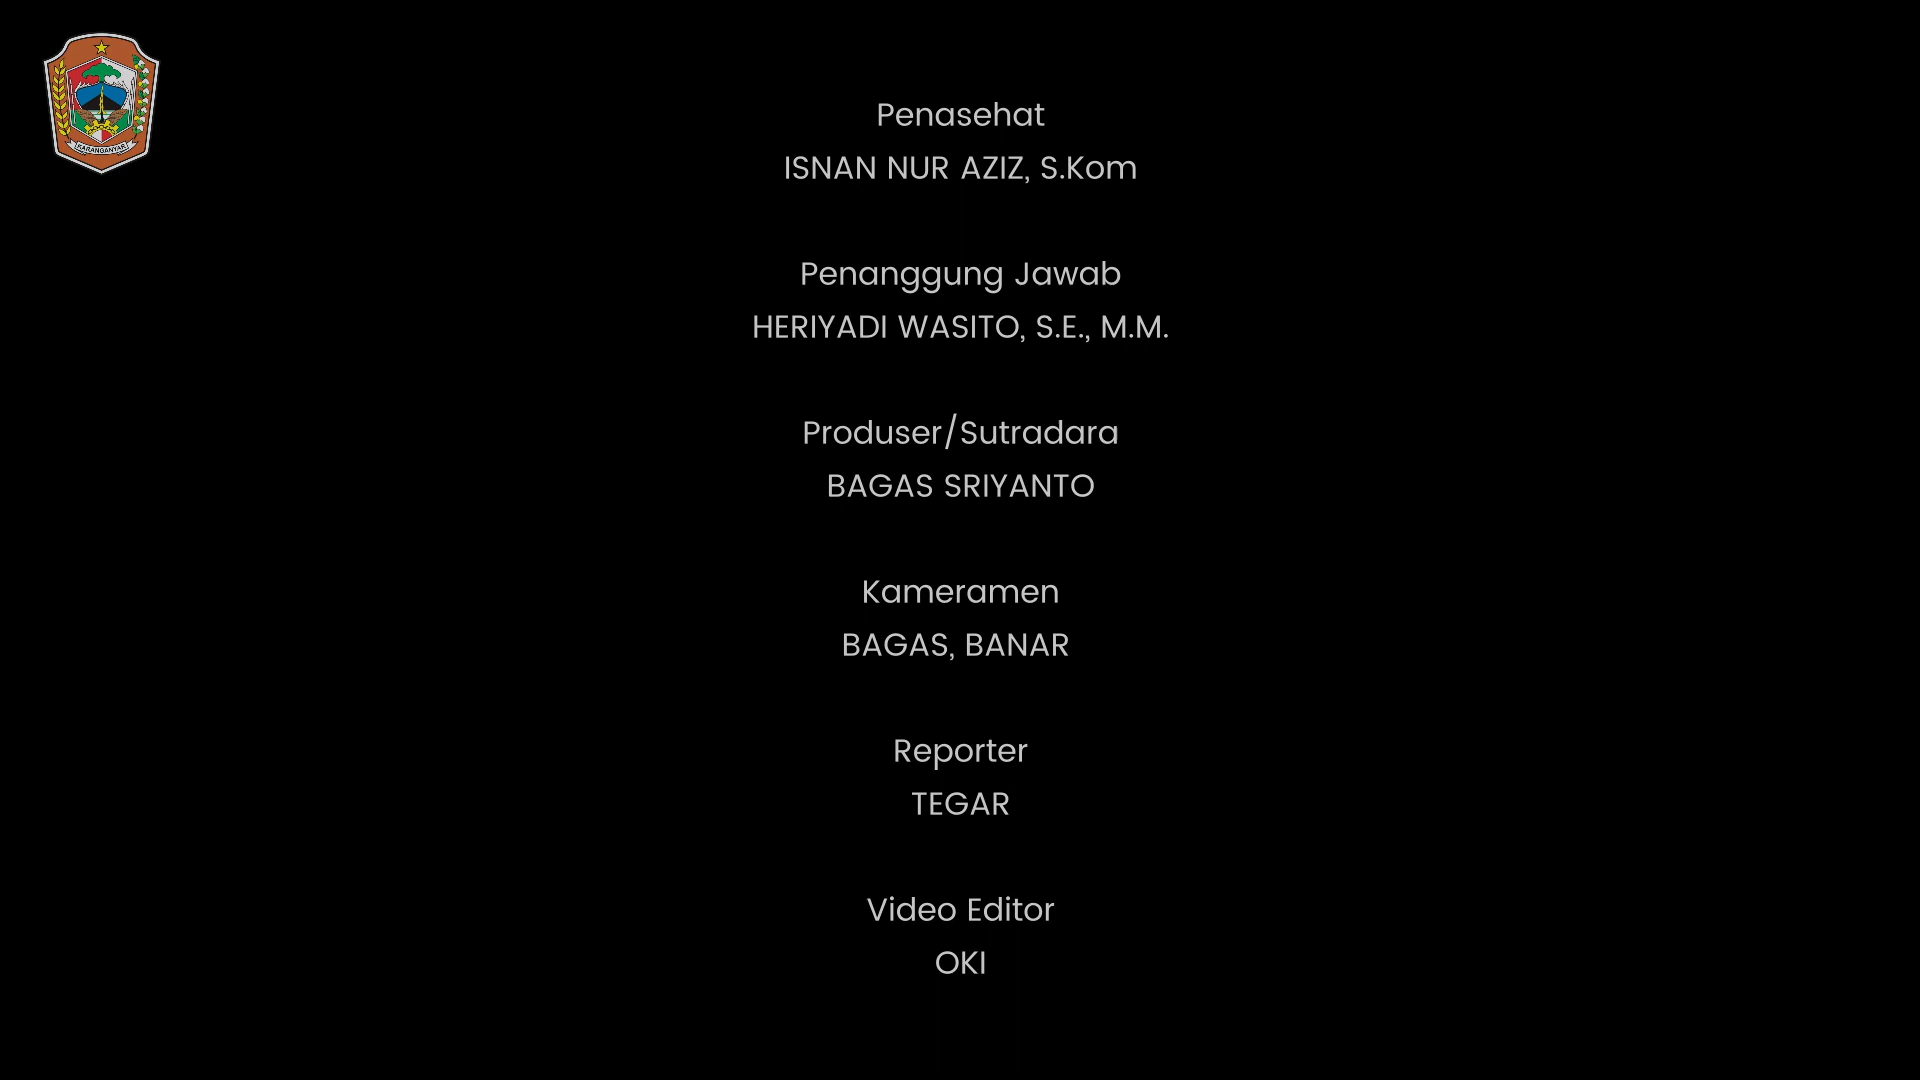 KARANGANYAR
Penasehat
ISNAN NUR AZIZ, S.Kom
Penanggung Jawab
HERIYADI WASITO, S.E., M.M.
Produser/Sutradara
BAGAS SRIYANTO
Kameramen
BAGAS, BANAR
Reporter
TEGAR
Video Editor
OKI